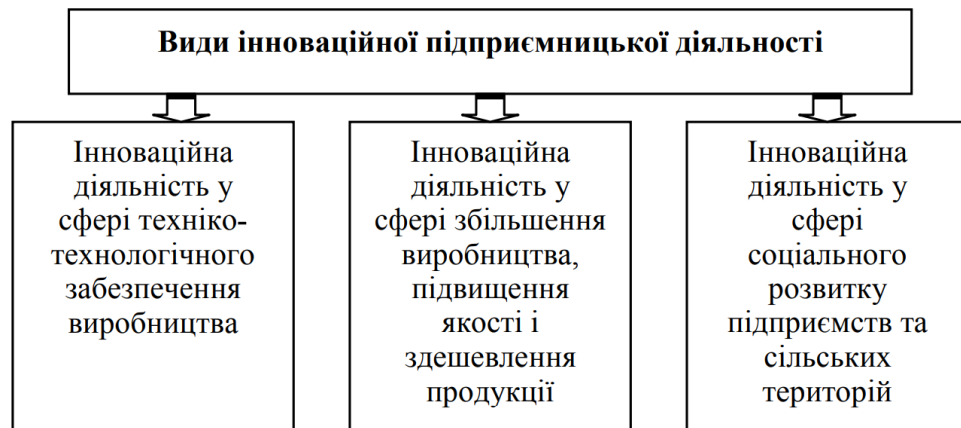 Види інноваційної підприємницької діяльності
Інноваційна
діяльність у
сфері техніко-
технологічного
забезпечення
виробництва
Інноваційна
діяльність у
сфері збільшення
виробництва,
підвищення
якості і
здешевлення
продукції
Інноваційна
діяльність у
сфері
соціального
розвитку
підприємств та
сільських
територій